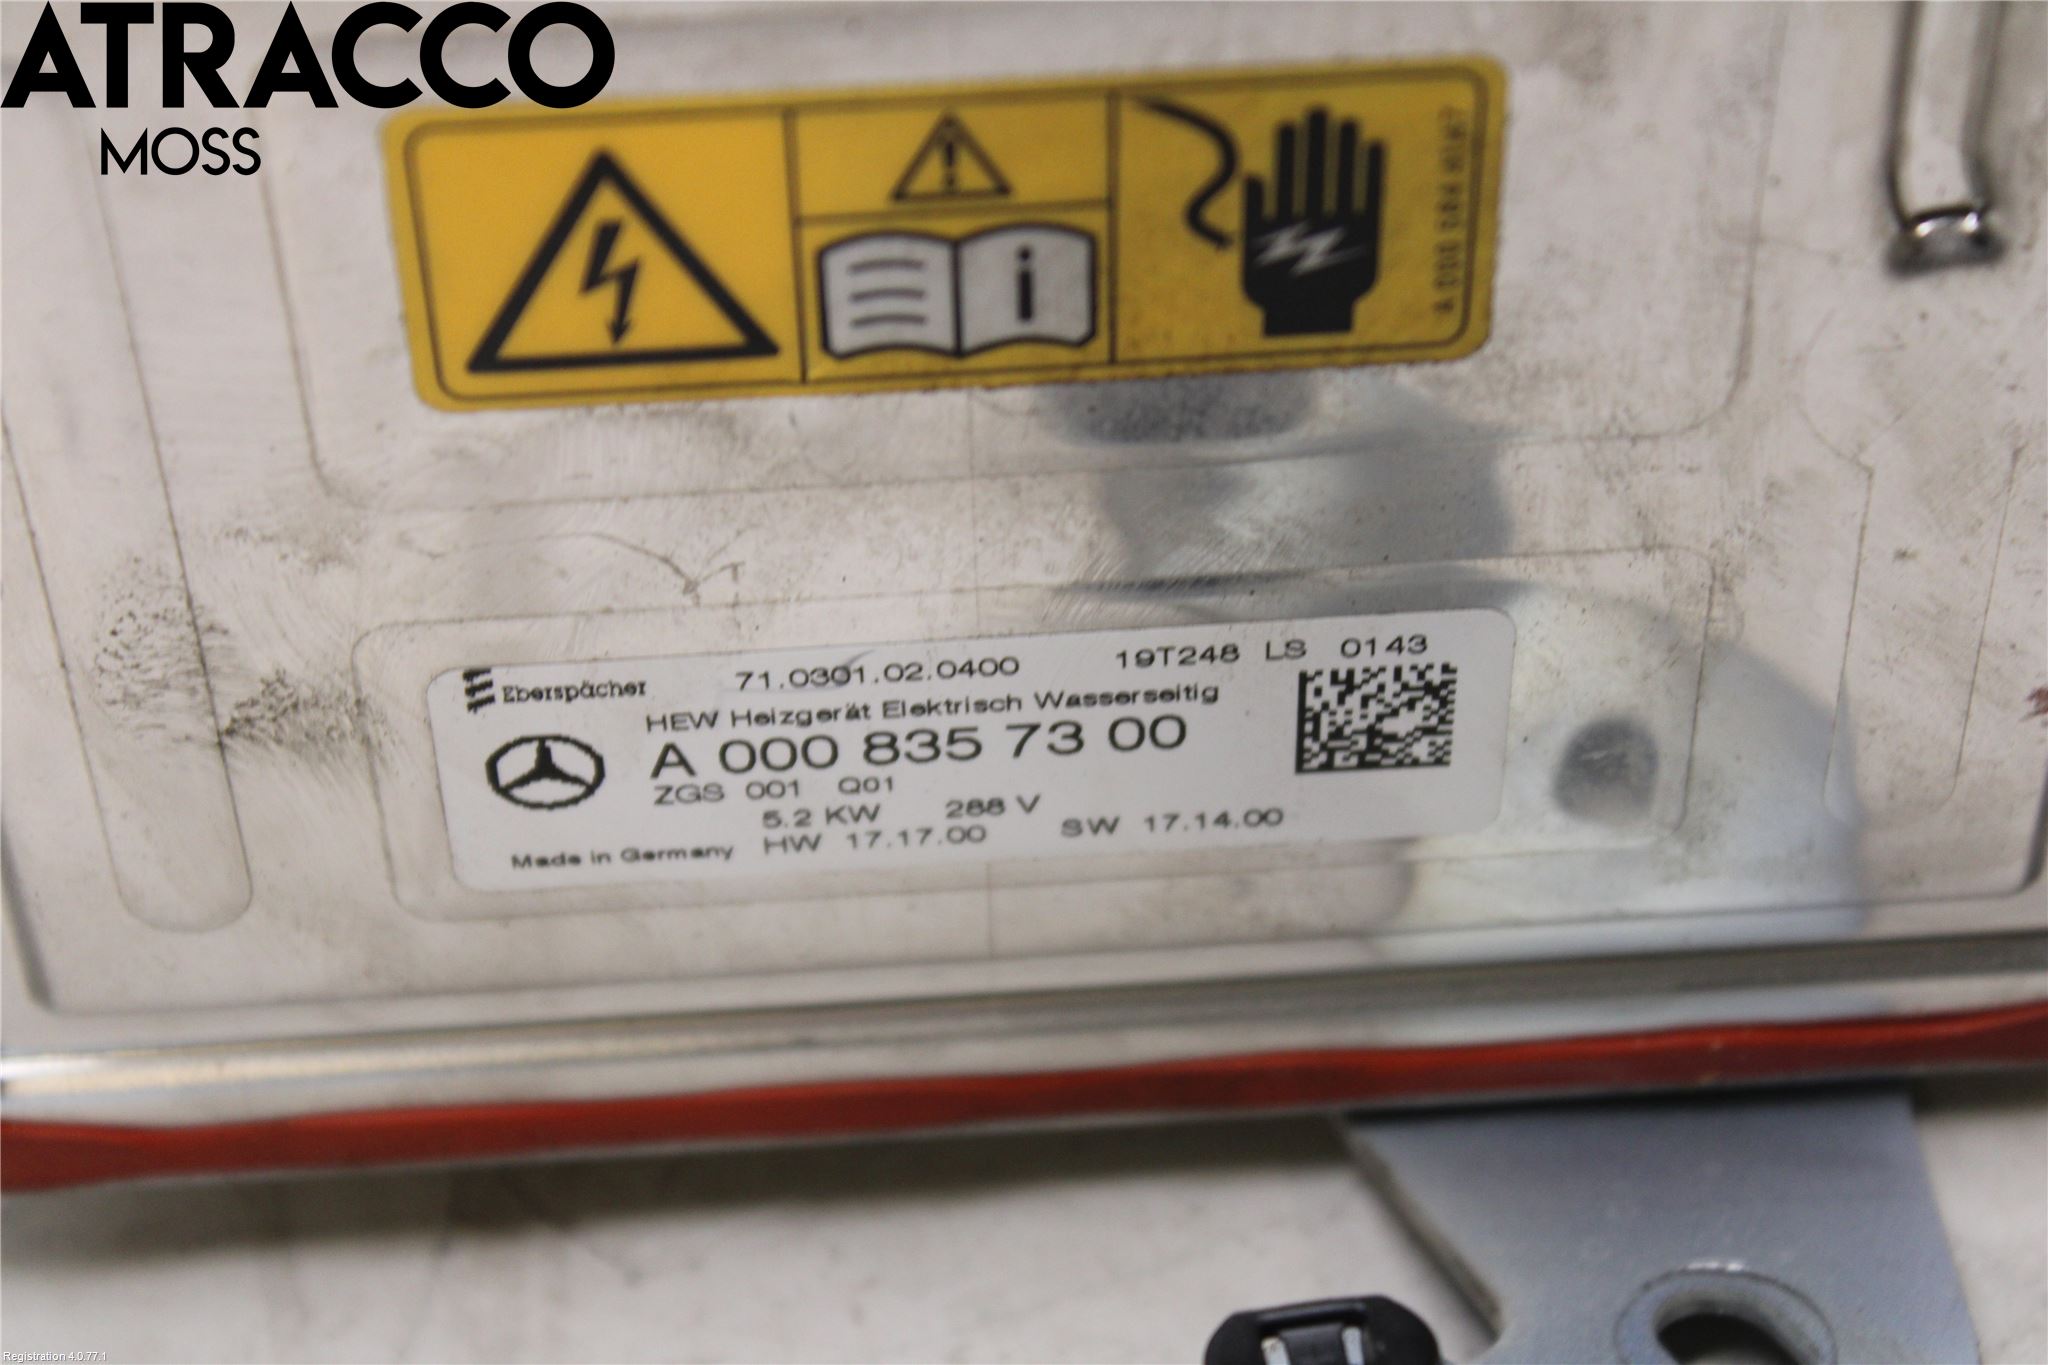 ATRACCO
MOSS
i
Eberspächer
71.0301.02.0400
19T248 LS 0143
HEW Heizgerät Elektrisch Wasserseitig
A 000 835 73 00
ZGS 001 Q01
5.2 KW 288 V
Made in Germany HW 17.17.00 SW 17.14.00
Registration 4.0.77.1